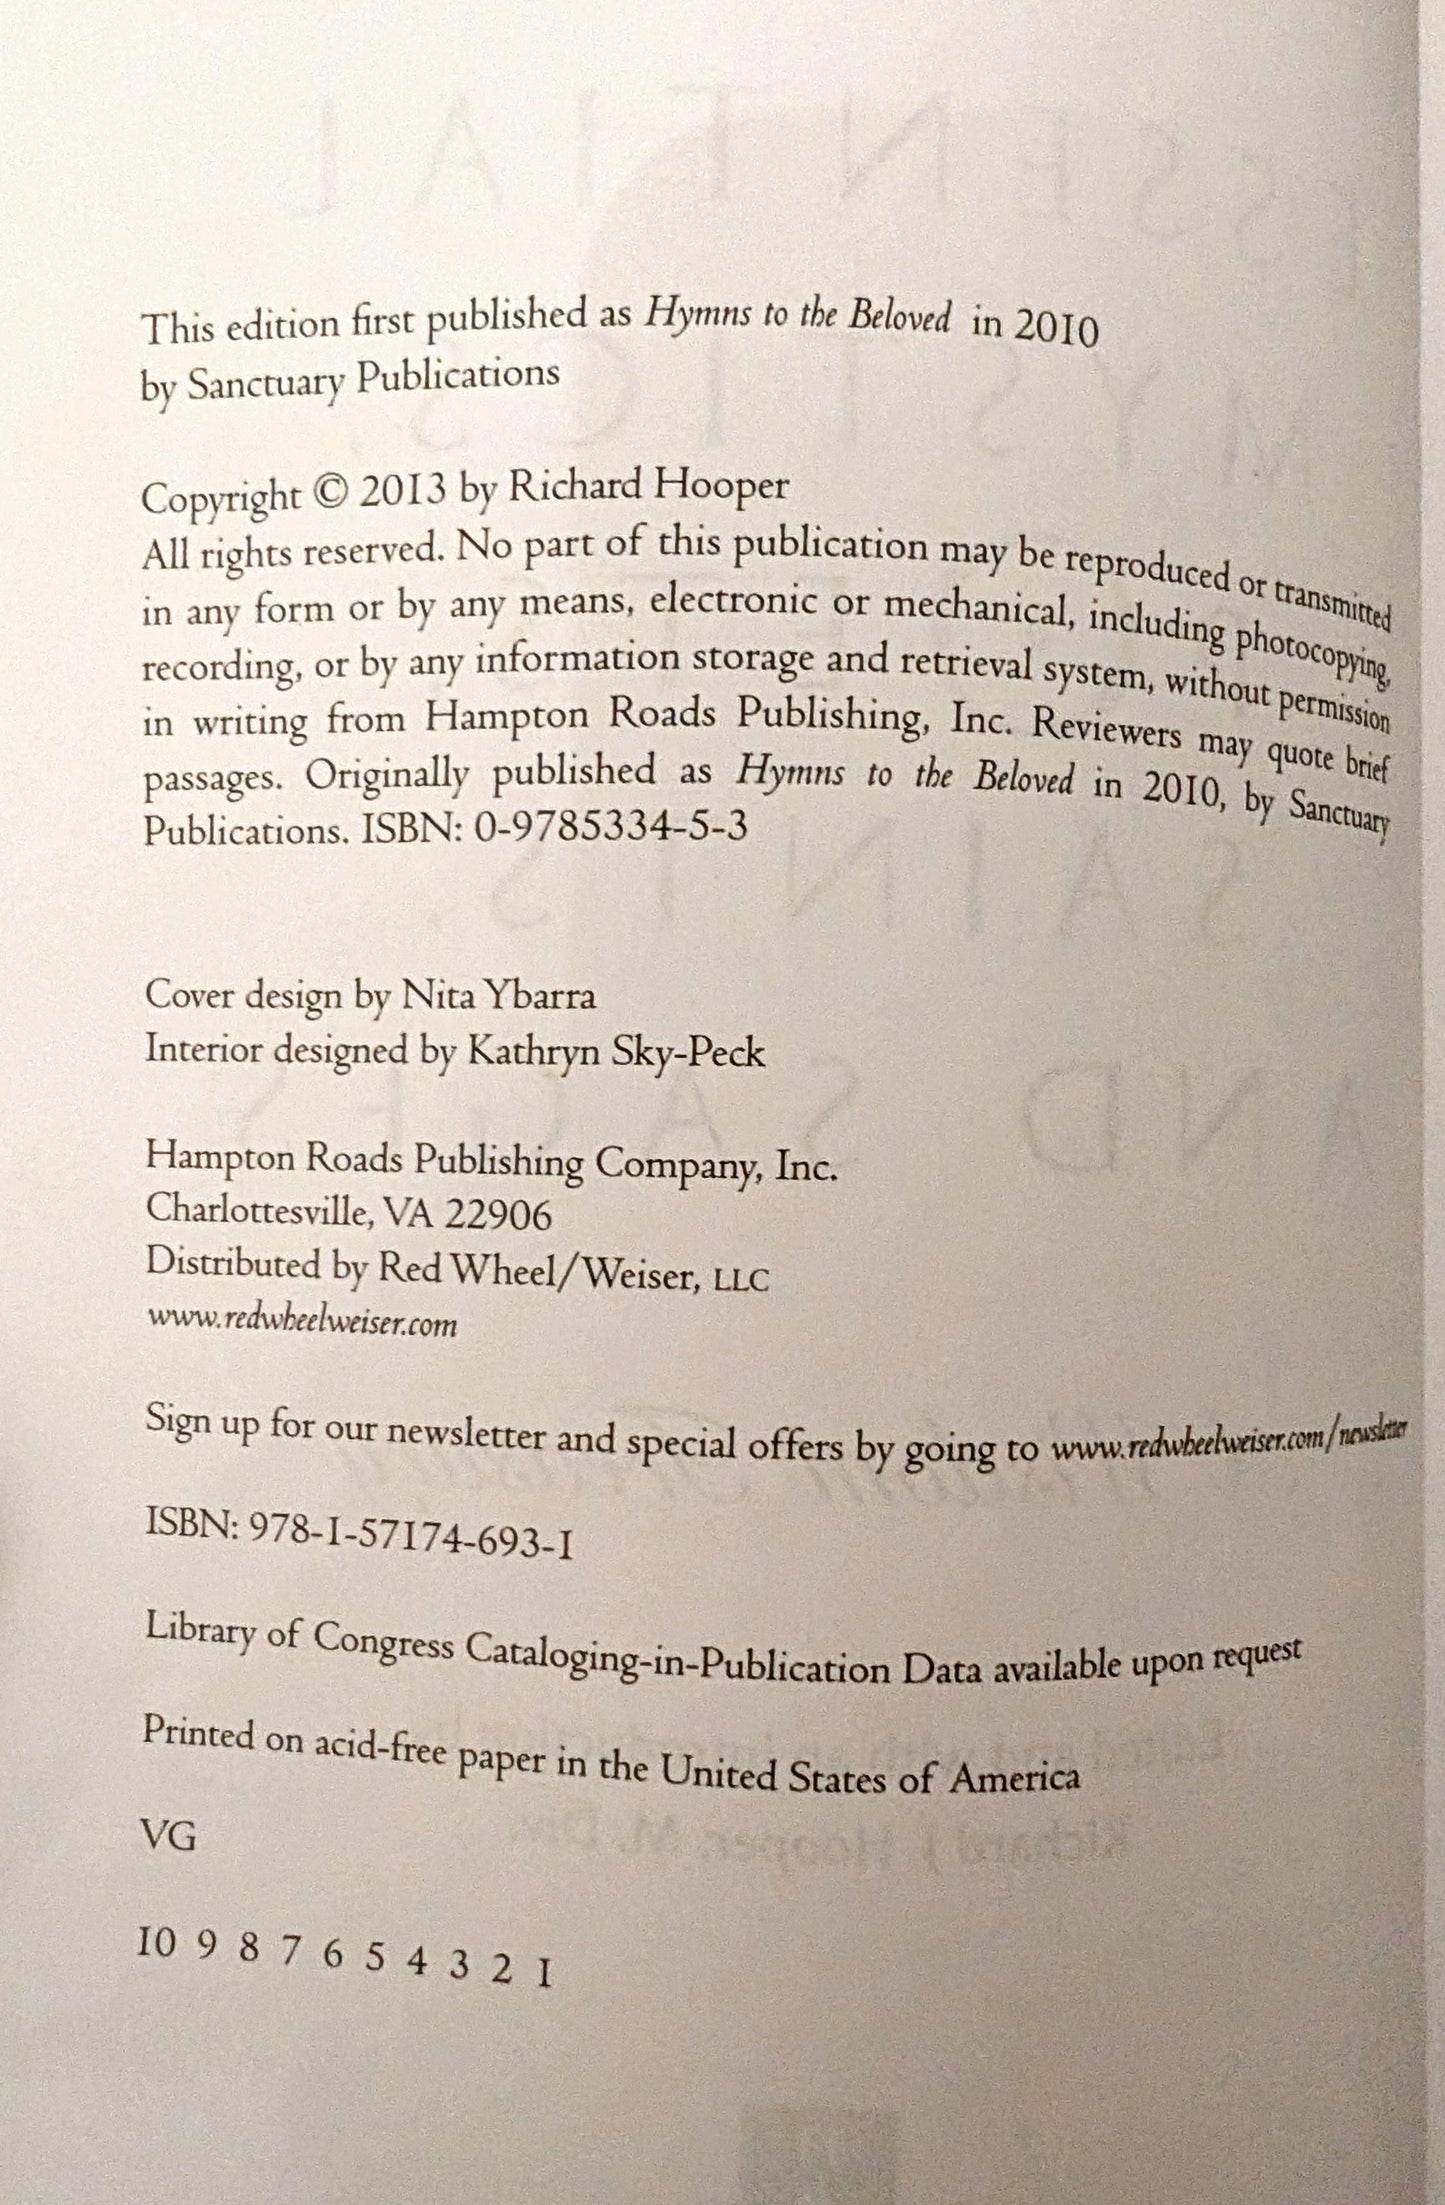 This edition first published as Hymns to the Beloved in 2010
by Sanctuary Publications
Copyright © 2013 by Richard Hooper
All rights reserved. No part of this publication may be reproduced or transmitted
in any form or by any means, electronic or mechanical, including photocopying,
recording, or by any information storage and retrieval system, without permission
in writing from Hampton Roads Publishing, Inc. Reviewers may quote brief
passages. Originally published as Hymns to the Beloved in 2010, by Sanctuary
Publications. ISBN: 0-9785334-5-3
Cover design by Nita Ybarra
Interior designed by Kathryn Sky-Peck
Hampton Roads Publishing Company, Inc.
Charlottesville, VA 22906
Distributed by Red Wheel/Weiser, LLC
www.redwheelweiser.com
Sign up for our newsletter and special offers by going to www.redwheelweiser.com/newsletter
ISBN: 978-1-57174-693-1
Library of Congress Cataloging-in-Publication Data available upon request
Printed on acid-free paper in the United States of America
VG
10 9 8 7 6 5 4 3 2 1